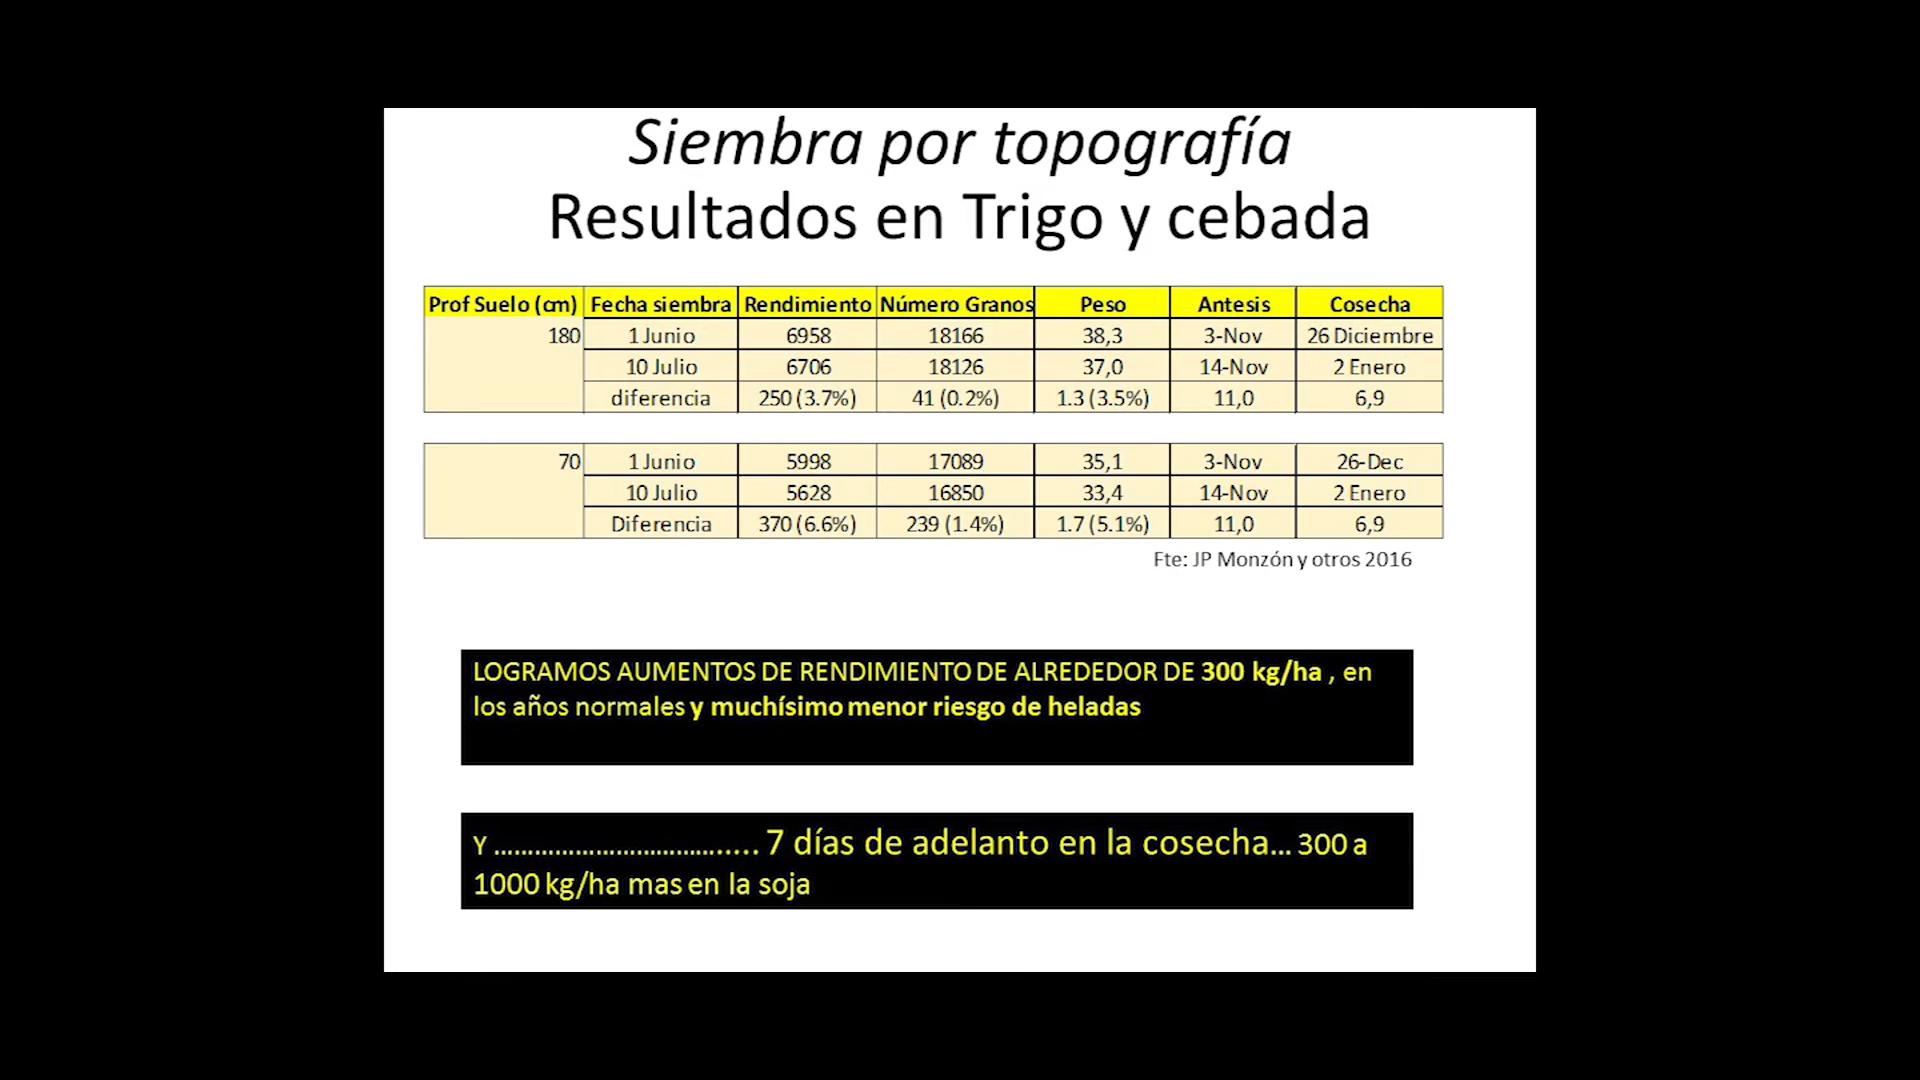 Siembra por topografía
Resultados en Trigo y cebada
Prof Suelo (cm) Fecha siembra Rendimiento Número Granos Peso Antesis Cosecha
180 1 Junio 6958 18166 38,3 3-Nov 26 Diciembre
10 Julio 6706 18126 37,0 14-Nov 2 Enero
diferencia 250 (3.7%) 41 (0.2%) 1.3 (3.5%) 11,0 6,9
70 1 Junio 5998 17089 35,1 3-Nov 26-Dec
10 Julio 5628 16850 33,4 14-Nov 2 Enero
Diferencia 370 (6.6%) 239 (1.4%) 1.7 (5.1%) 11,0 6,9
Fte: JP Monzón y otros 2016
LOGRAMOS AUMENTOS DE RENDIMIENTO DE ALREDEDOR DE 300 kg/ha , en
los años normales y muchísimo menor riesgo de heladas
Y ………………………………….. 7 días de adelanto en la cosecha… 300 a
1000 kg/ha mas en la soja